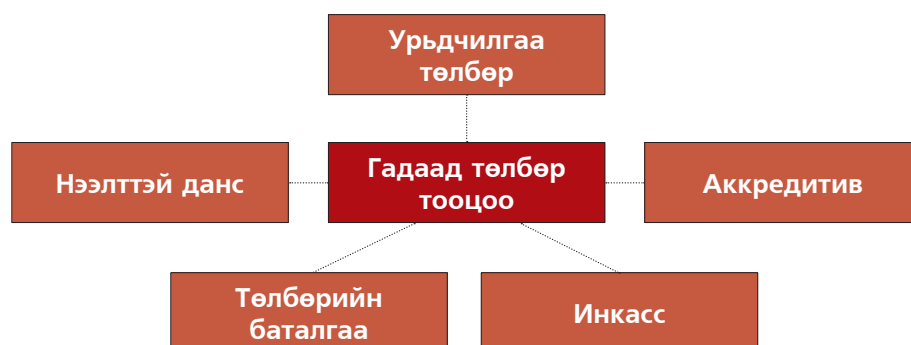 Урьдчилгаа
төлбөр
Нээлттэй данс
Гадаад төлбөр
тооцоо
Аккредитив
Төлбөрийн
баталгаа
Инкасс